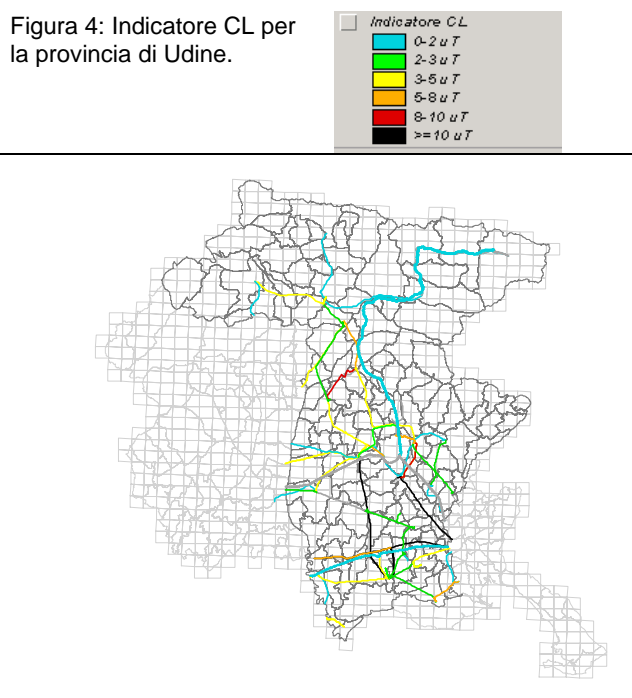 Figura 4: Indicatore CL per
la provincia di Udine.
Indicatore CL
0-2 uT
2-3 uT
3-5 uT
5-8 uT
8-10 uT
>=10 uT